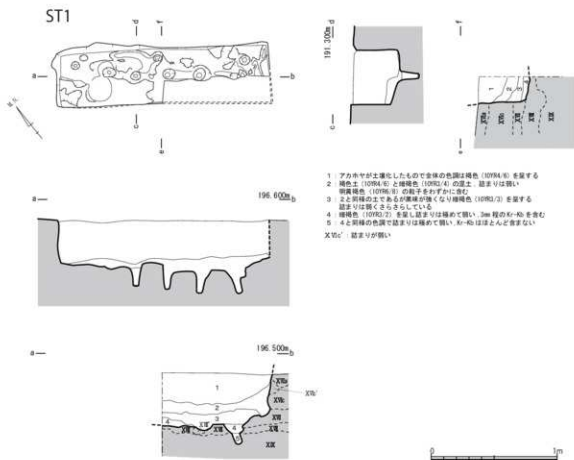 ST1
d f
a b
c
e
N
d
191.300m
c
f
1 2 3
e
1 アカホヤが土壌化したもので全体の色調は褐色(10YR4/6)を呈する
2 褐色土(10YR4/6)と暗褐色(10YR3/4)の混土、詰まりは弱い
明黄褐色(10YR6/8)の粒子をわずかに含む
3 2と同様の土であるが黒味が強くなり暗褐色(10YR3/3)を呈する
詰まりは弱くさらさらしている
4 暗褐色(10YR3/2)を呈し詰まりは極めて弱い、3mm程のKr-Kbを含む
5 4と同様の色調で詰まりは極めて弱い、Kr-Kbはほとんど含まない
XⅦc' 詰まりが弱い
a 196.600m b
a 196.500m b
1
2
3
4 4
0 1m